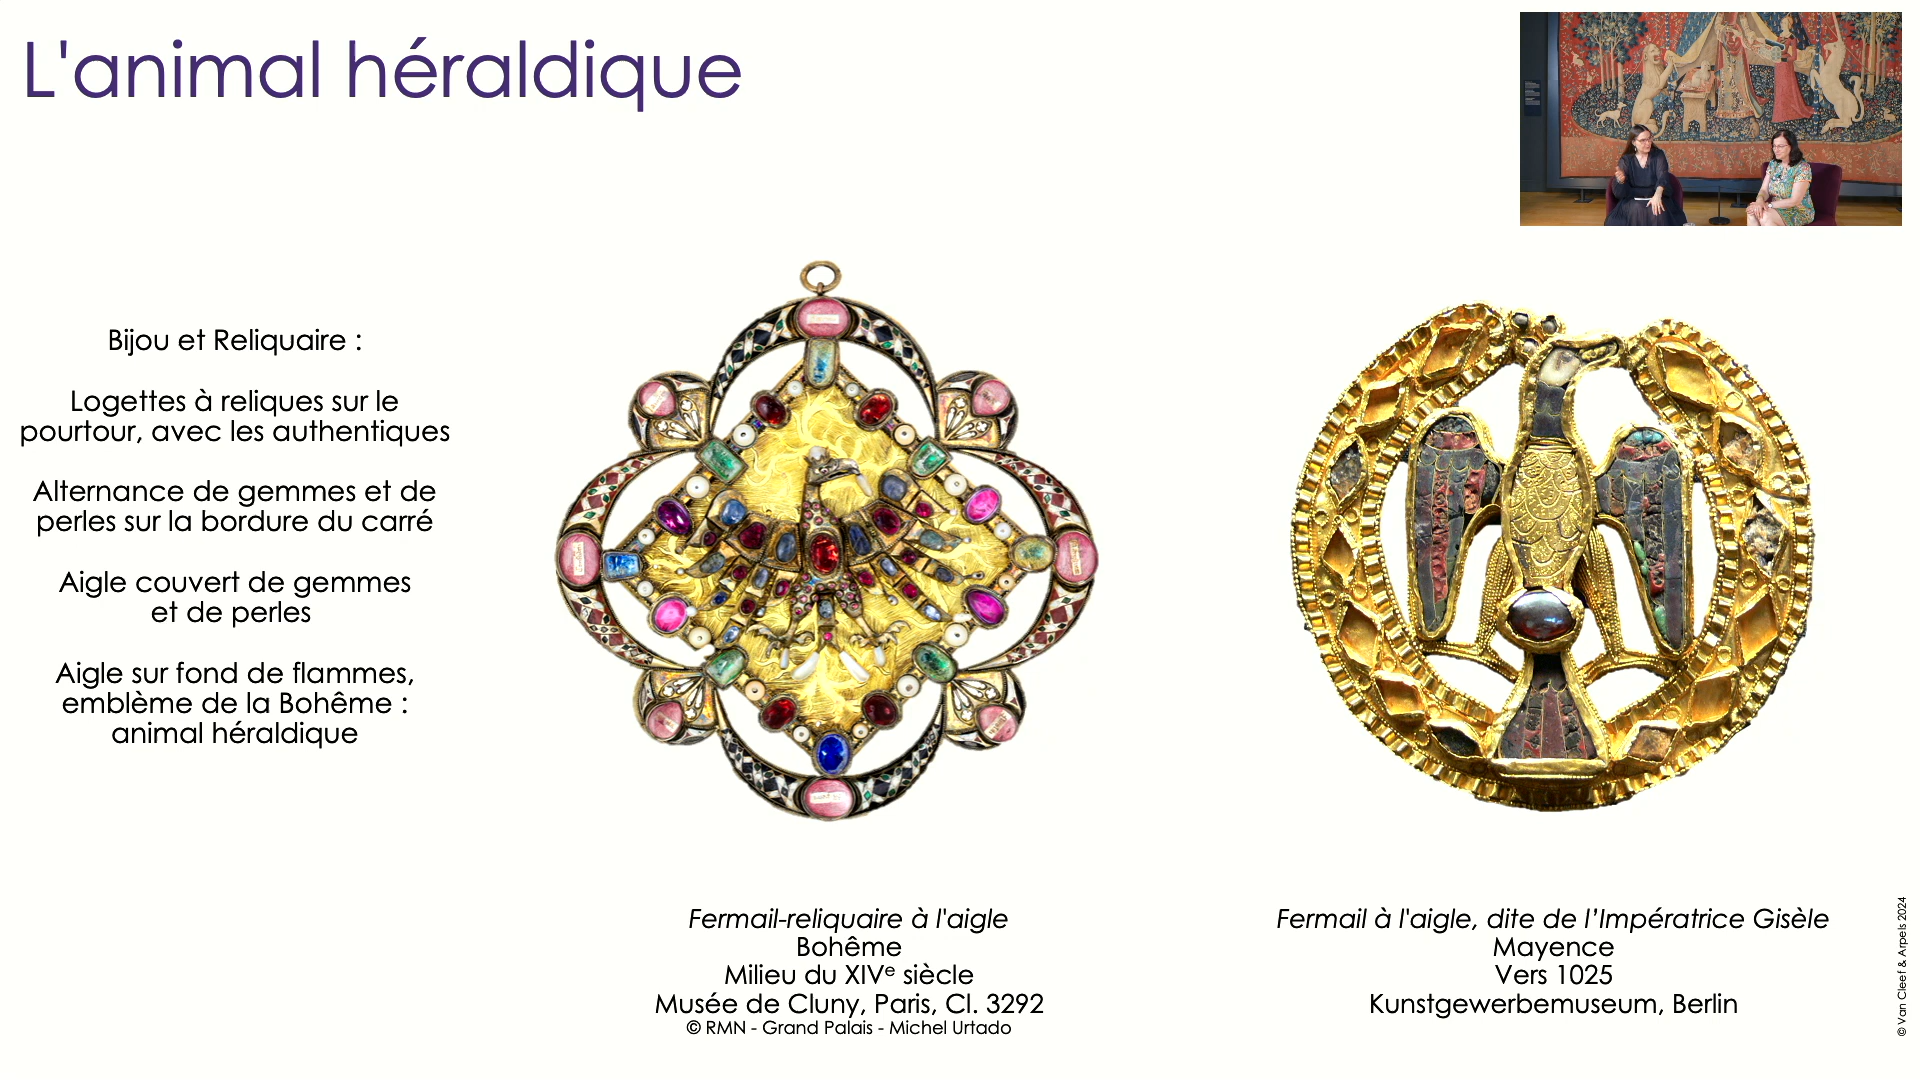 L'animal héraldique
Bijou et Reliquaire :
Logettes à reliques sur le
pourtour, avec les authentiques
Alternance de gemmes et de
perles sur la bordure du carré
Aigle couvert de gemmes
et de perles
Aigle sur fond de flammes,
emblème de la Bohême :
animal héraldique
Fermail-reliquaire à l'aigle
Bohême
Milieu du XIVᵉ siècle
Musée de Cluny, Paris, Cl. 3292
© RMN - Grand Palais - Michel Urtado
Fermail à l'aigle, dite de l’Impératrice Gisèle
Mayence
Vers 1025
Kunstgewerbemuseum, Berlin
© Van Cleef & Arpels 2024